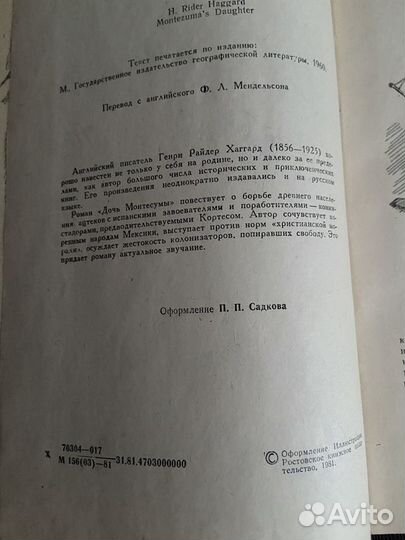 H. Rider Haggard
Montezuma's Daughter
Текст печатается по изданию:
М. Государственное издательство географической литературы, 1960.
Перевод с английского Ф. Л. Мендельсона
Английский писатель Генри Райдер Хаггард (1856—1925) хо-
рошо известен не только у себя на родине, но и далеко за ее преде-
лами, как автор большого числа исторических и приключенческих
книг. Его произведения неоднократно издавались и на русском
языке.
Роман «Дочь Монтесумы» повествует о борьбе древнего населе-
ния ацтеков с испанскими завоевателями и поработителями — конкис-
тадорами, предводительствуемыми Кортесом. Автор сочувствует ко-
ренным народам Мексики, выступает против норм «христианской мо-
рали», осуждает жестокость колонизаторов, попиравших свободу. Это
придает роману актуальное звучание.
Оформление П. П. Садкова
Х 70304—017
М 156(03)—81 —31.81.4703000000
© Оформление Иллюстрации
Ростовское книжное изда-
тельство, 1981.
Avito